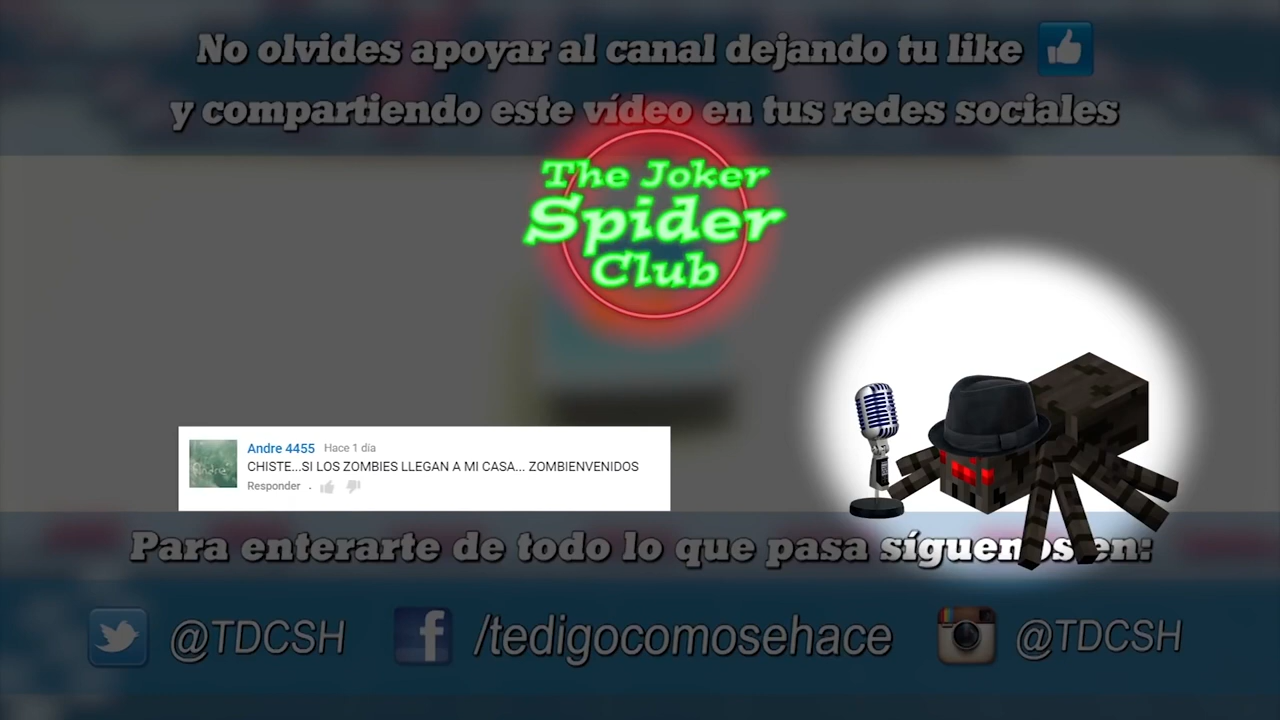 No olvides apoyar al canal dejando tu like
y compartiendo este vídeo en tus redes sociales
The Joker
Spider
Club
Andre 4455 Hace 1 día
CHISTE...SI LOS ZOMBIES LLEGAN A MI CASA... ZOMBIENVENIDOS
Responder .
Para enterarte de todo lo que pasa síguenos en:
@TDCSH /tedigocomosehace @TDCSH